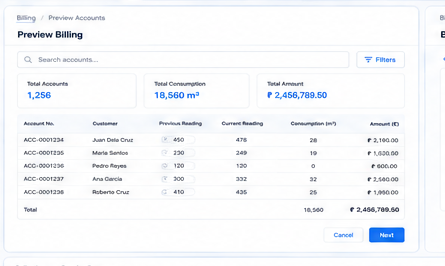 Billing / Preview Accounts
Preview Billing
Search accounts...
Filters
Total Accounts
1,256
Total Consumption
18,560 m³
Total Amount
₱ 2,456,789.50
Account No. Customer Previous Reading Current Reading Consumption (m³) Amount (₵)
ACC-0001234 Juan Dela Cruz 450 478 28 ₱ 2,190.00
ACC-0001235 Maria Santos 230 249 19 ₱ 1,520.00
ACC-0001236 Pedro Reyes 120 120 0 ₱ 600.00
ACC-0001237 Ana Garcia 300 332 32 ₱ 2,560.00
ACC-0001238 Roberto Cruz 410 435 25 ₱ 1,950.00
Total 18,560 ₱ 2,456,789.50
Cancel Next